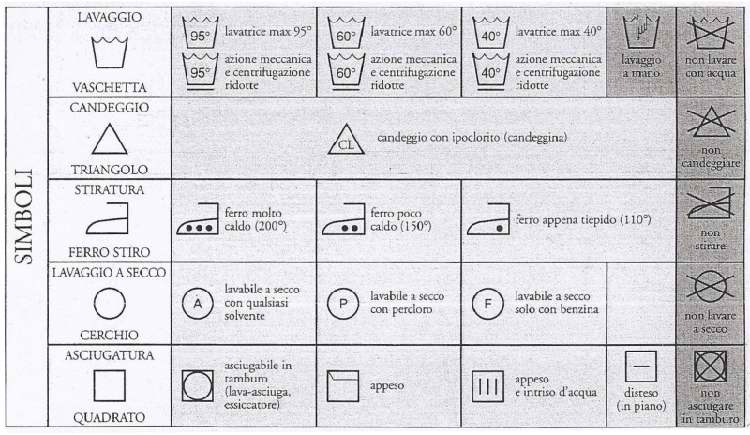 SIMBOLI
LAVAGGIO
VASCHETTA
95°
lavatrice max 95°
95°
azione meccanica
e centrifugazione
ridotte
60°
lavatrice max 60°
60°
azione meccanica
e centrifugazione
ridotte
40°
lavatrice max 40°
40°
azione meccanica
e centrifugazione
ridotte
lavaggio
a mano
non lavare
con acqua
CANDEGGIO
TRIANGOLO
CL
candeggio con ipoclorito (candeggina)
non
candeggiare
STIRATURA
FERRO STIRO
ferro molto
caldo (200°)
ferro poco
caldo (150°)
ferro appena tiepido (110°)
non
stirare
LAVAGGIO A SECCO
CERCHIO
A
lavabile a secco
con qualsiasi
solvente
P
lavabile a secco
con percloro
F
lavabile a secco
solo con benzina
non lavare
a secco
ASCIUGATURA
QUADRATO
asciugabile in
tamburo
(lava-asciuga,
essiccatore)
appeso
appeso
e intriso d'acqua
disteso
(in piano)
non
asciugare
in tamburo